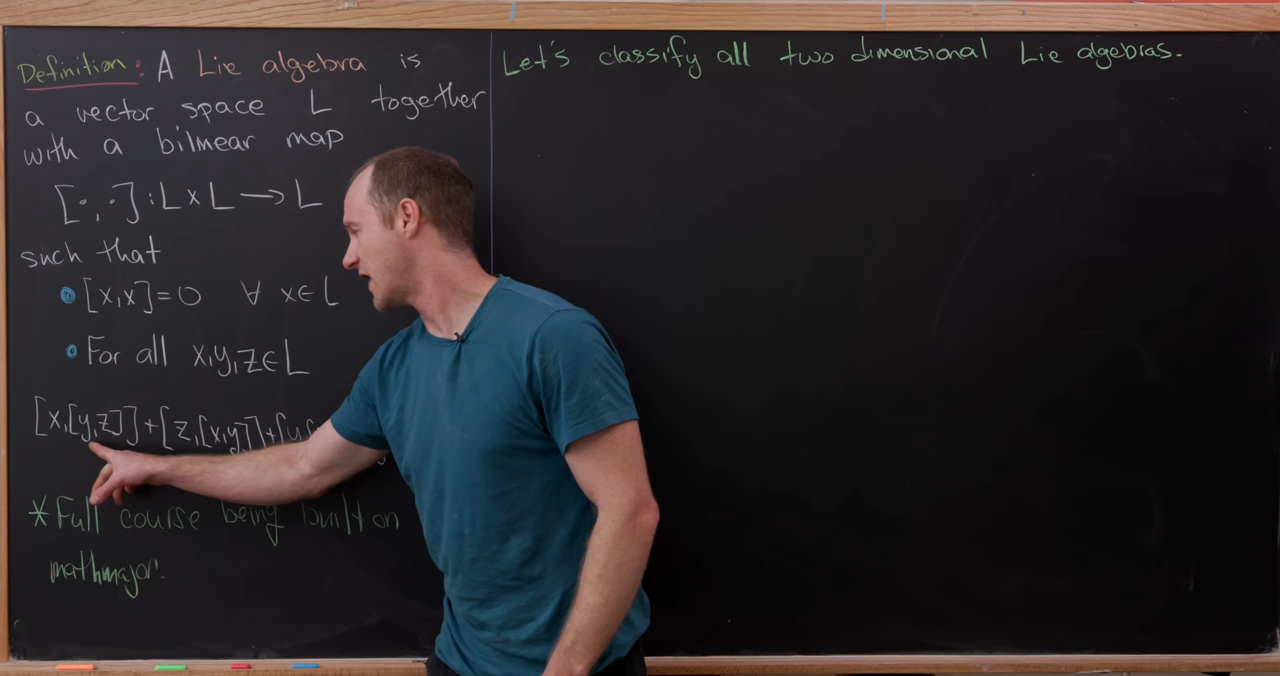 Definition: A Lie algebra is
a vector space L together
with a bilinear map
[·,·]: L x L → L
such that
• [x,x]=0 ∀ x∈L
• For all x,y,z∈L
[x,[y,z]]+[z,[x,y]]+[y,
* Full course being built on
mathmajor.
Let's classify all two dimensional Lie algebras.